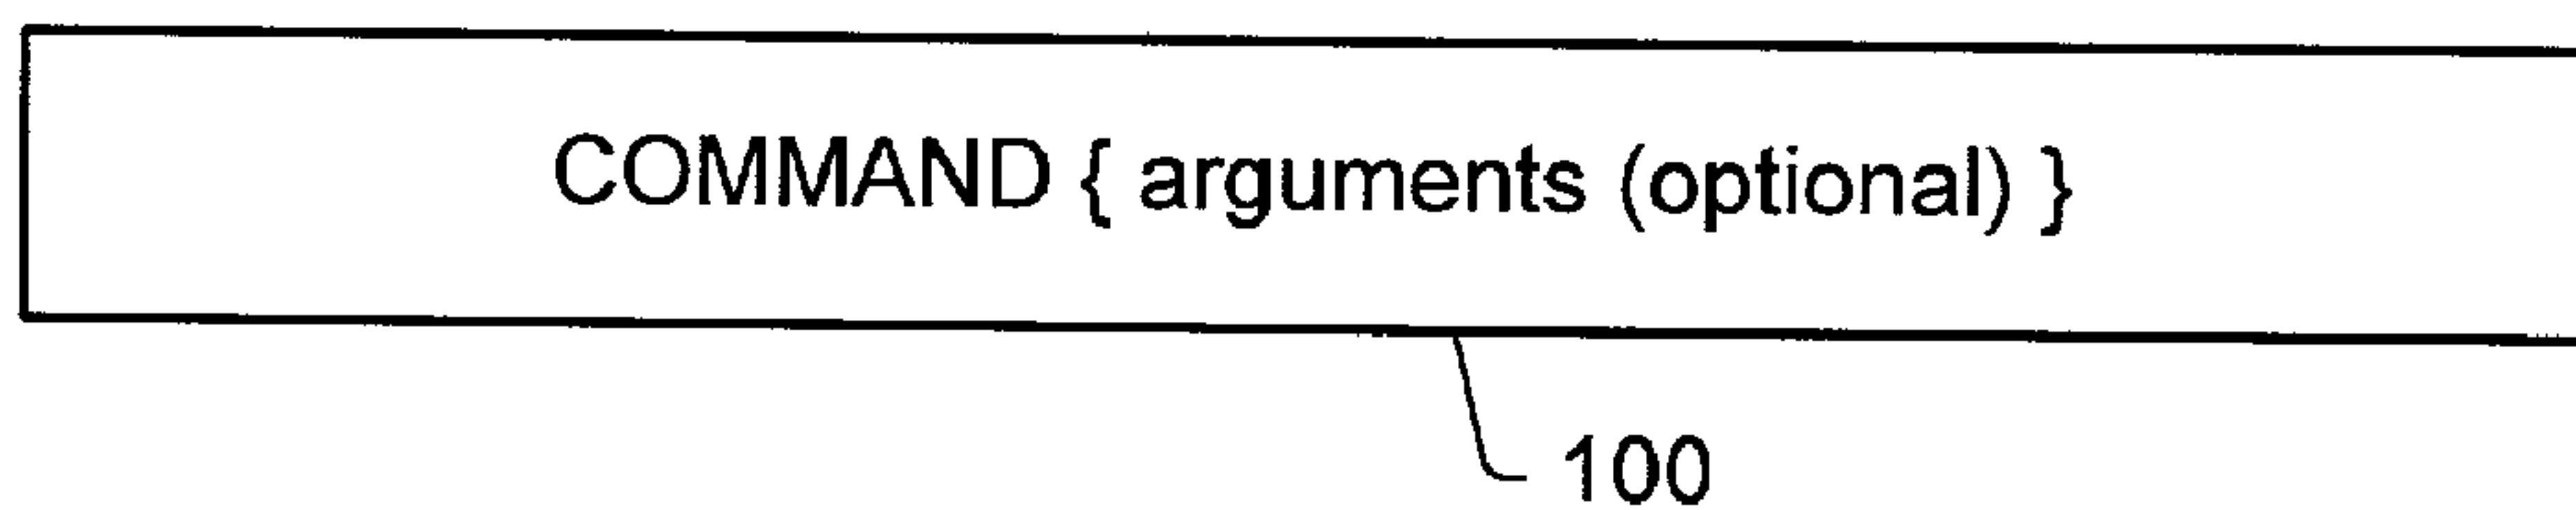 COMMAND { arguments (optional) }
100